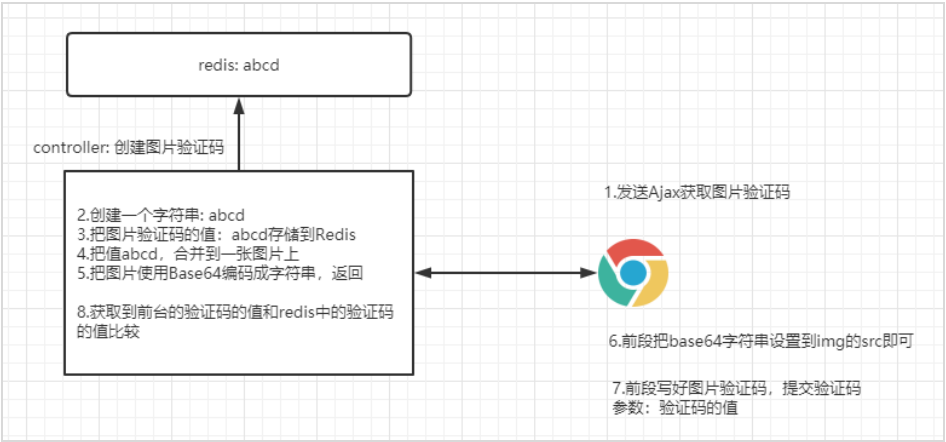 redis: abcd
controller: 创建图片验证码
1.发送Ajax获取图片验证码
2.创建一个字符串: abcd
3.把图片验证码的值：abcd存储到Redis
4.把值abcd，合并到一张图片上
5.把图片使用Base64编码成字符串，返回
8.获取到前台的验证码的值和redis中的验证码
的值比较
6.前段把base64字符串设置到img的src即可
7.前段写好图片验证码，提交验证码
参数：验证码的值